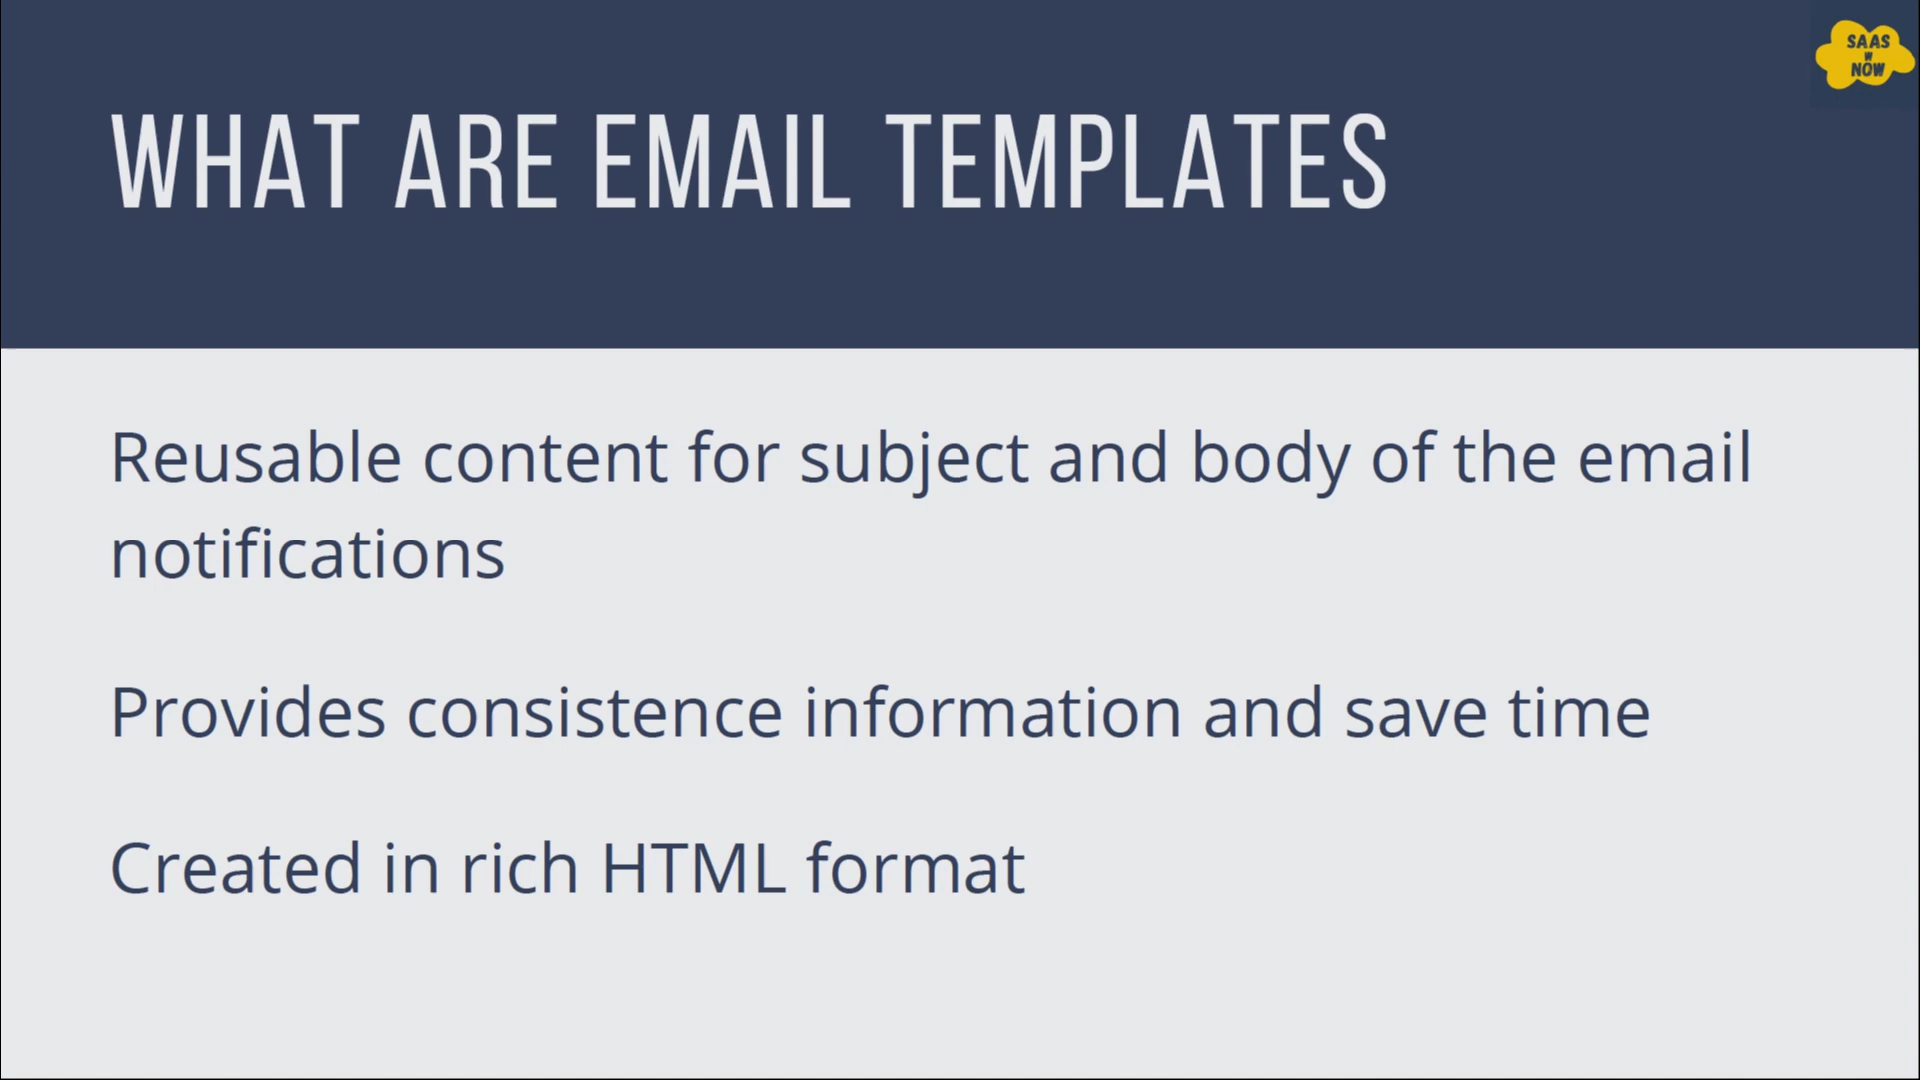 SAAS
W
NOW
WHAT ARE EMAIL TEMPLATES
Reusable content for subject and body of the email
notifications
Provides consistence information and save time
Created in rich HTML format